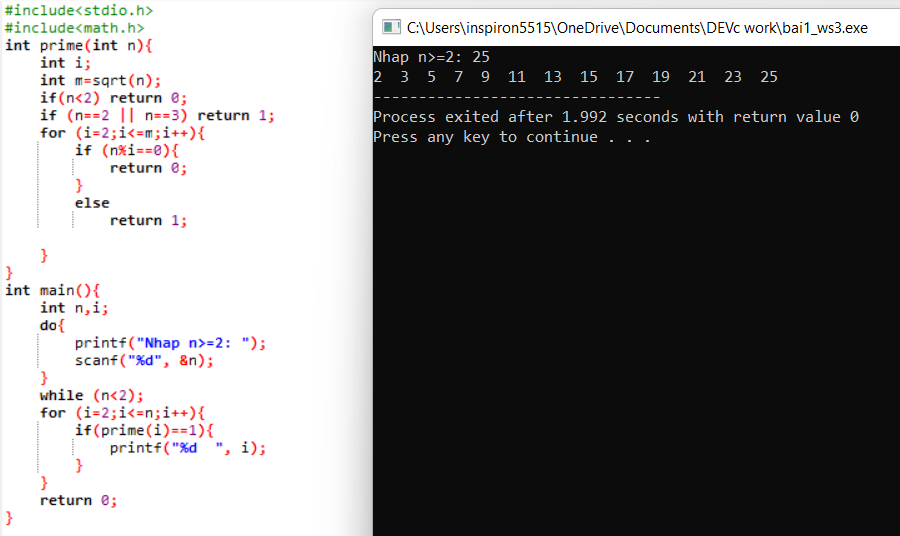 #include<stdio.h>
#include<math.h>
int prime(int n){
    int i;
    int m=sqrt(n);
    if(n<2) return 0;
    if (n==2 || n==3) return 1;
    for (i=2;i<=m;i++){
        if (n%i==0){
            return 0;
        }
        else
            return 1;

    }
}
int main(){
    int n,i;
    do{
        printf("Nhap n>=2: ");
        scanf("%d", &n);
    }
    while (n<2);
    for (i=2;i<=n;i++){
        if(prime(i)==1){
            printf("%d  ", i);
        }
    }
    return 0;
}
C:\Users\inspiron5515\OneDrive\Documents\DEVc work\bai1_ws3.exe
Nhap n>=2: 25
2  3  5  7  9  11  13  15  17  19  21  23  25
--------------------------------
Process exited after 1.992 seconds with return value 0
Press any key to continue . . .